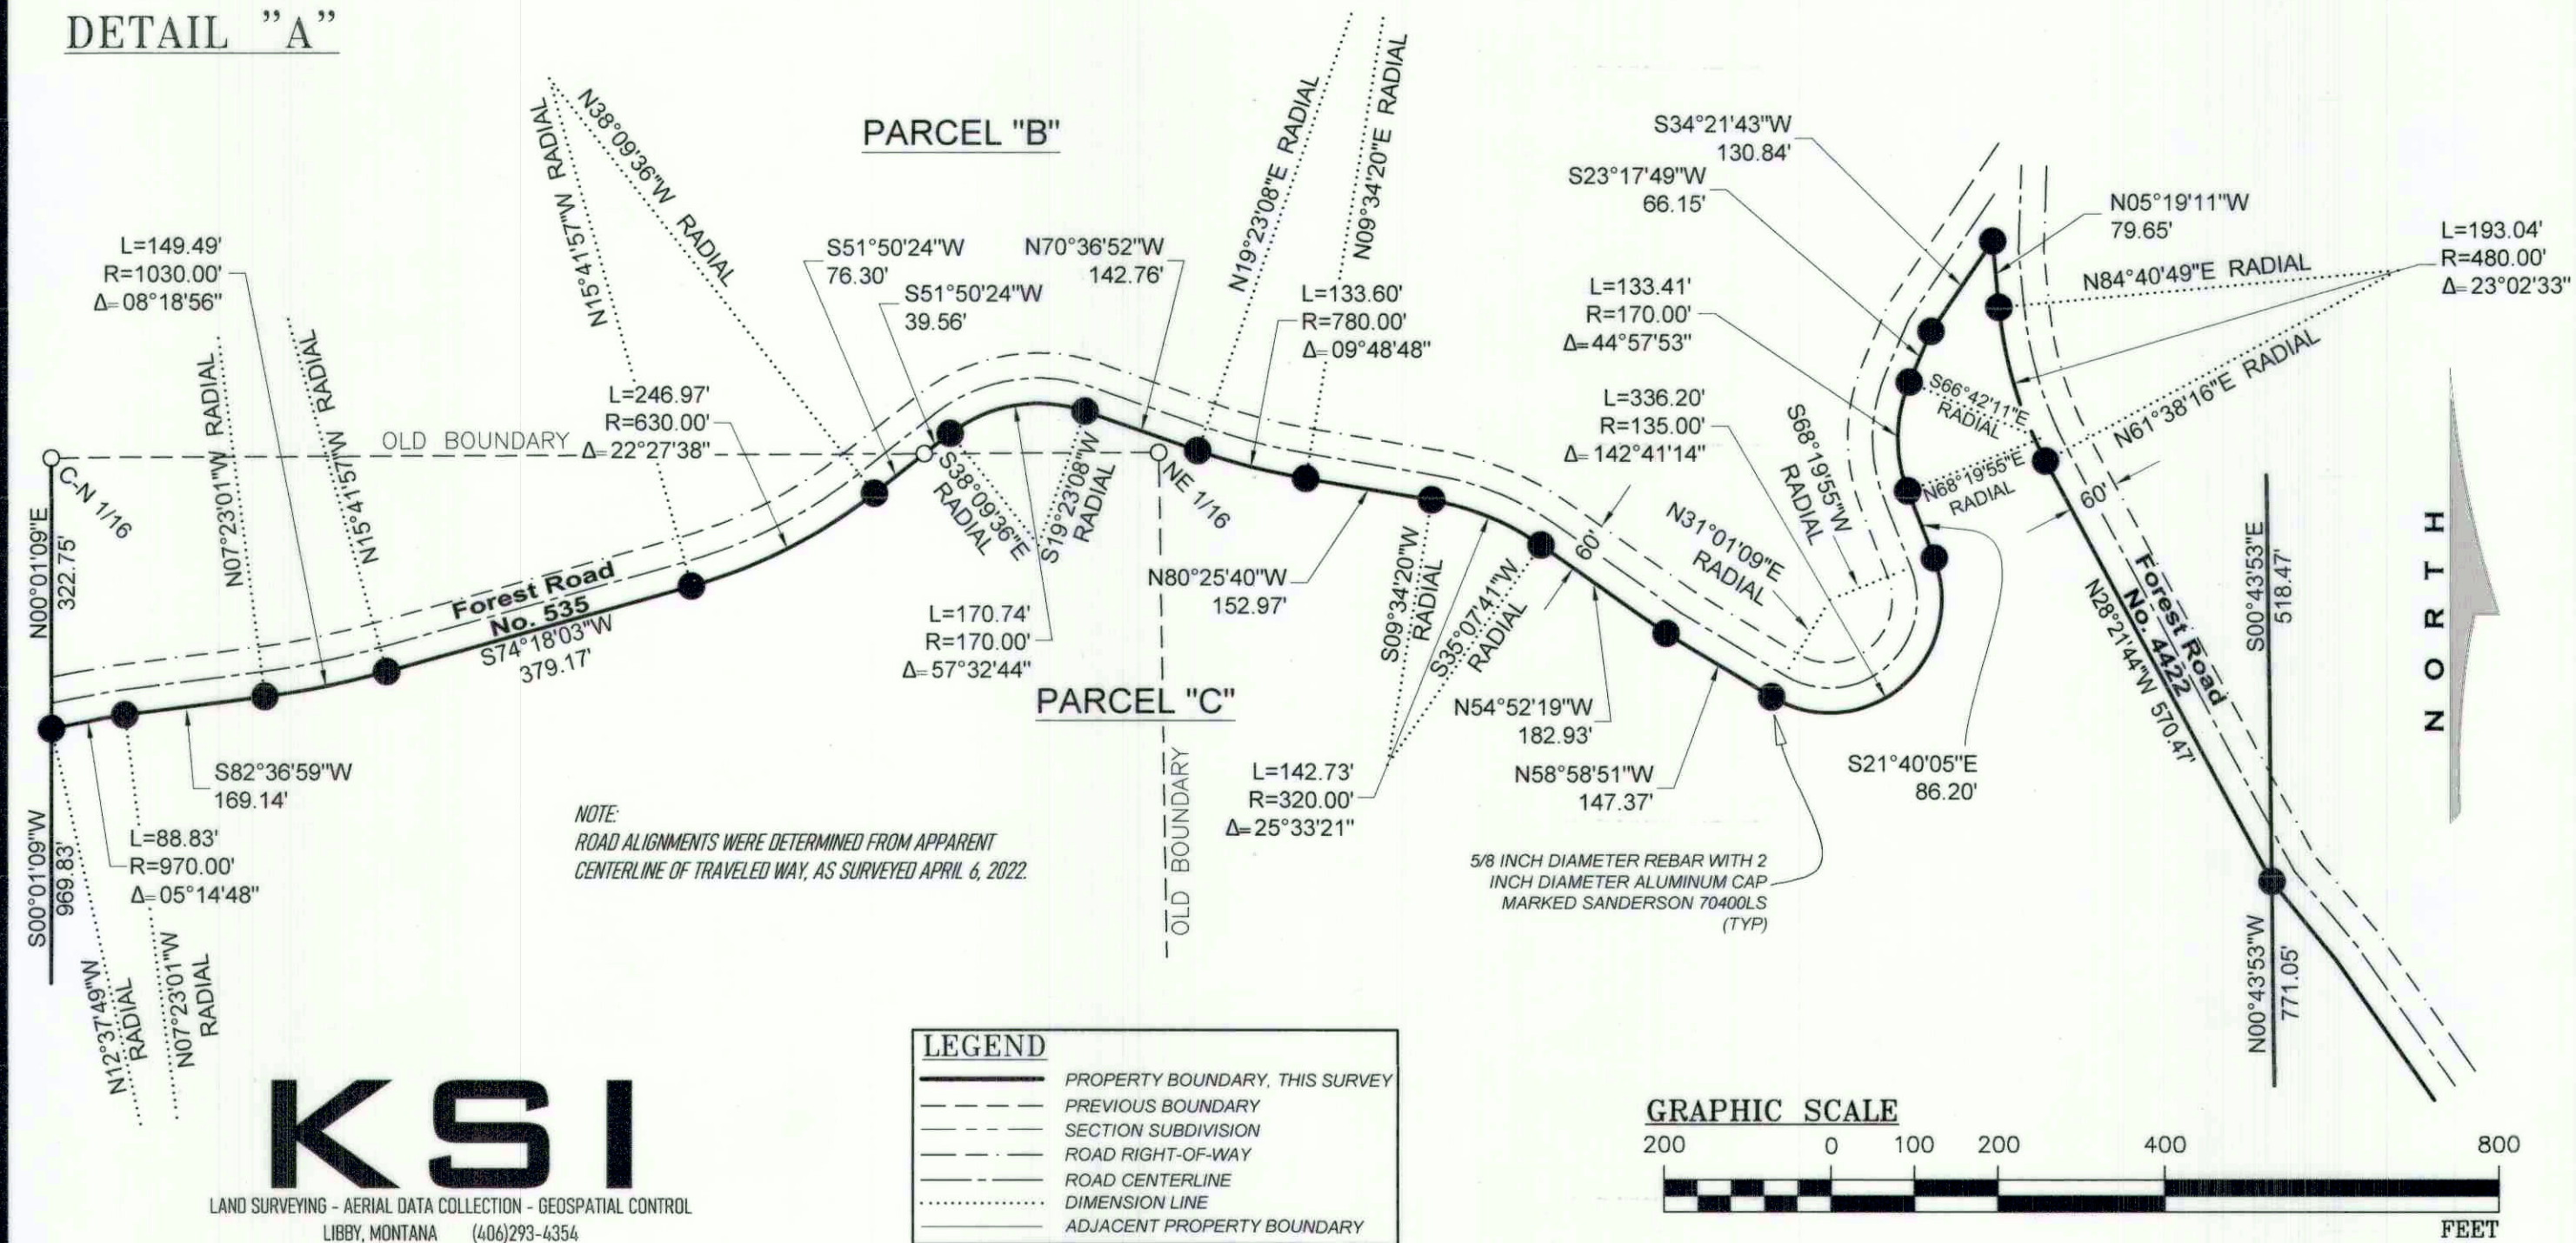 DETAIL "A"
PARCEL "B"
N38°09'36"W RADIAL
N15°41'57"W RADIAL
N19°23'08"E RADIAL
N09°34'20"E RADIAL
S34°21'43"W
130.84'
S23°17'49"W
66.15'
N05°19'11"W
79.65'
L=193.04'
R=480.00'
Δ=23°02'33"
N84°40'49"E RADIAL
N61°38'16"E RADIAL
L=149.49'
R=1030.00'
Δ=08°18'56"
S51°50'24"W
76.30'
S51°50'24"W
39.56'
N70°36'52"W
142.76'
L=133.60'
R=780.00'
Δ=09°48'48"
L=133.41'
R=170.00'
Δ=44°57'53"
L=336.20'
R=135.00'
Δ=142°41'14"
S66°42'11"E
RADIAL
N68°19'55"E
RADIAL
S68°19'55"W
RADIAL
N31°01'09"E
RADIAL
60'
60'
N07°23'01"W RADIAL
N15°41'57"W RADIAL
L=246.97'
R=630.00'
Δ=22°27'38"
OLD BOUNDARY
C-N 1/16
NE 1/16
N00°01'09"E
322.75'
S38°09'36"E
RADIAL
S19°23'08"W
RADIAL
Forest Road
No. 535
S74°18'03"W
379.17'
L=170.74'
R=170.00'
Δ=57°32'44"
N80°25'40"W
152.97'
S09°34'20"W
RADIAL
S35°07'41"W
RADIAL
PARCEL "C"
N54°52'19"W
182.93'
N58°58'51"W
147.37'
S21°40'05"E
86.20'
Forest Road
No. 4422
N28°21'44"W 570.47'
S00°43'53"E
518.47'
N00°43'53"W
771.05'
NORTH
S82°36'59"W
169.14'
L=88.83'
R=970.00'
Δ=05°14'48"
S00°01'09"W
969.83'
N12°37'49"W
RADIAL
N07°23'01"W
RADIAL
L=142.73'
R=320.00'
Δ=25°33'21"
OLD BOUNDARY
NOTE:
ROAD ALIGNMENTS WERE DETERMINED FROM APPARENT
CENTERLINE OF TRAVELED WAY, AS SURVEYED APRIL 6, 2022.
5/8 INCH DIAMETER REBAR WITH 2
INCH DIAMETER ALUMINUM CAP
MARKED SANDERSON 70400LS
(TYP)
KSI
LAND SURVEYING - AERIAL DATA COLLECTION - GEOSPATIAL CONTROL
LIBBY, MONTANA (406)293-4354
LEGEND
PROPERTY BOUNDARY, THIS SURVEY
PREVIOUS BOUNDARY
SECTION SUBDIVISION
ROAD RIGHT-OF-WAY
ROAD CENTERLINE
DIMENSION LINE
ADJACENT PROPERTY BOUNDARY
GRAPHIC SCALE
200 0 100 200 400 800
FEET